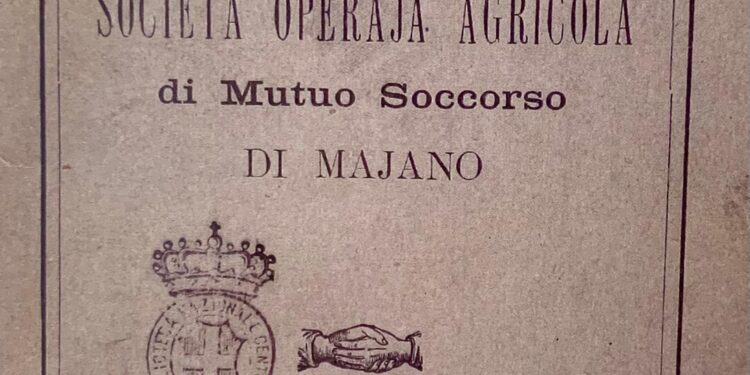 SOCIETÀ OPERAJA AGRICOLA
di Mutuo Soccorso
DI MAJANO